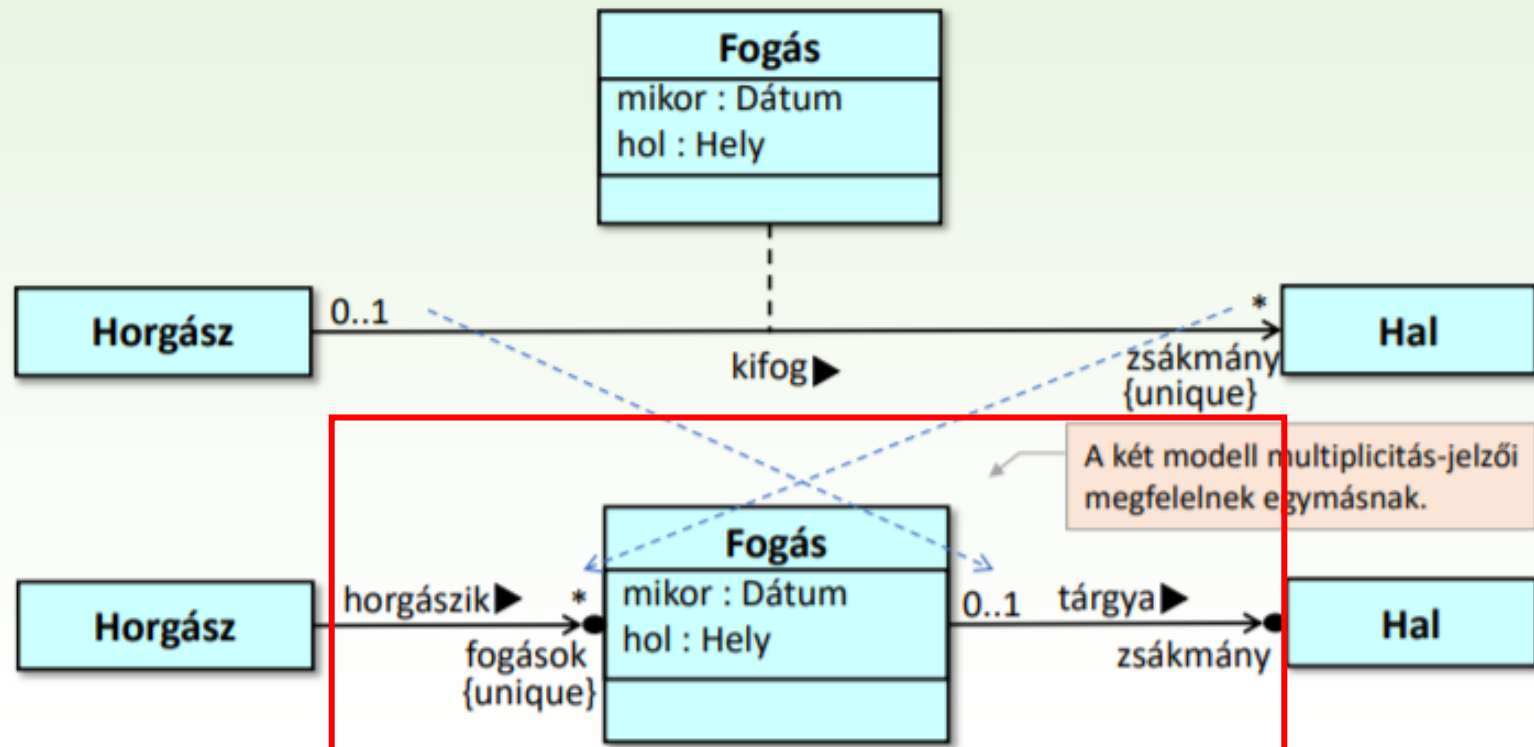 Fogás
mikor : Dátum
hol : Hely
Horgász
0..1
*
Hal
kifog▶
zsákmány
{unique}
A két modell multiplicitás-jelzői
megfelelnek egymásnak.
Horgász
horgászik▶
*
fogások
{unique}
Fogás
mikor : Dátum
hol : Hely
0..1
tárgya▶
zsákmány
Hal